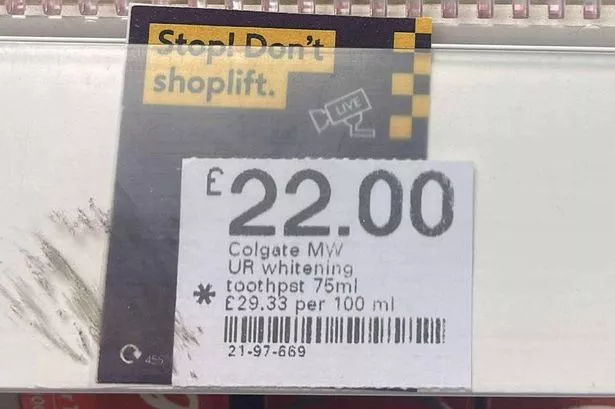 Stop! Don't
shoplift.
LIVE
£22.00
Colgate MW
UR whitening
toothpst 75ml
* £29.33 per 100 ml
21-97-669